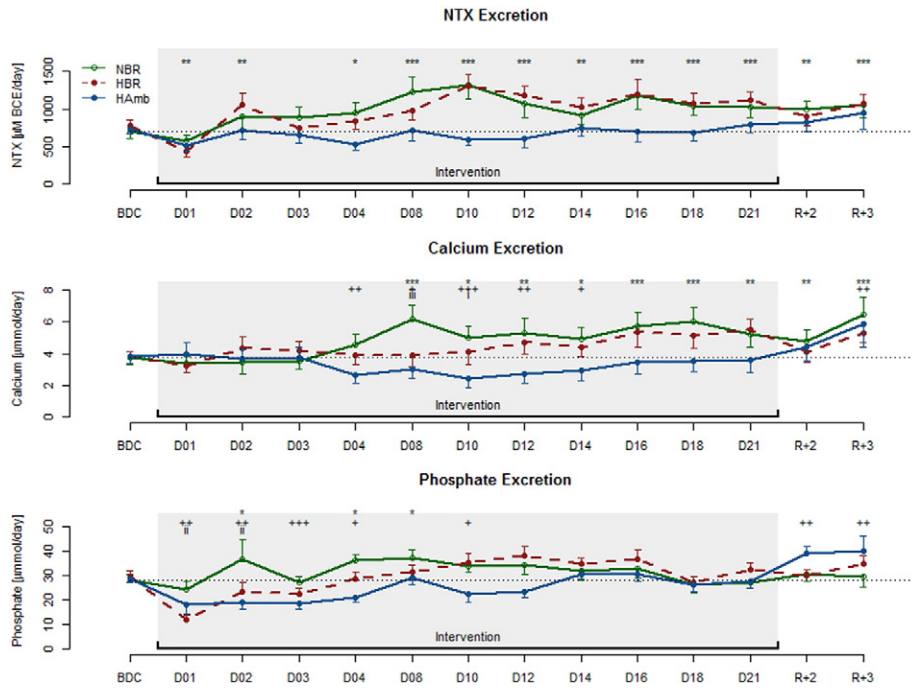 NTX Excretion
** ** * *** *** *** ** *** *** *** ** ***
NTX [µM BCE/day]
1500
1000
500
0
NBR
HBR
HAmb
Intervention
BDC D01 D02 D03 D04 D08 D10 D12 D14 D16 D18 D21 R+2 R+3
Calcium Excretion
*** * ** * *** *** ** ** ***
++ + +++ ++ + ++
Calcium [µmmol/day]
8
6
4
2
0
Intervention
BDC D01 D02 D03 D04 D08 D10 D12 D14 D16 D18 D21 R+2 R+3
Phosphate Excretion
* * *
++ ++ +++ + + ++ ++
Phosphate [µmmol/day]
50
40
30
20
10
0
Intervention
BDC D01 D02 D03 D04 D08 D10 D12 D14 D16 D18 D21 R+2 R+3